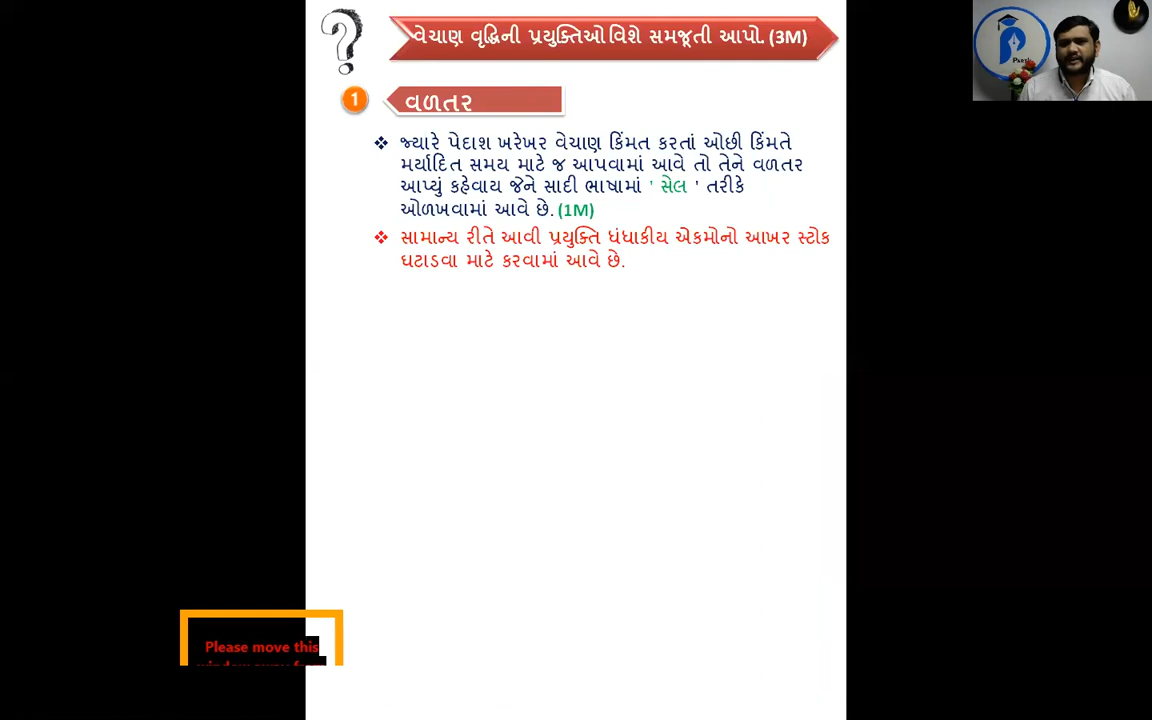 વેચાણ વૃદ્ધિની પ્રયુક્તિઓ વિશે સમજૂતી આપો. (3M)
1 વળતર
❖ જ્યારે પેદાશ ખરેખર વેચાણ કિંમત કરતાં ઓછી કિંમતે
મર્યાદિત સમય માટે જ આપવામાં આવે તો તેને વળતર
આપ્યું કહેવાય જેને સાદી ભાષામાં ' સેલ ' તરીકે
ઓળખવામાં આવે છે. (1M)
❖ સામાન્ય રીતે આવી પ્રયુક્તિ ધંધાકીય એકમોનો આખર સ્ટોક
ઘટાડવા માટે કરવામાં આવે છે.
Please move this